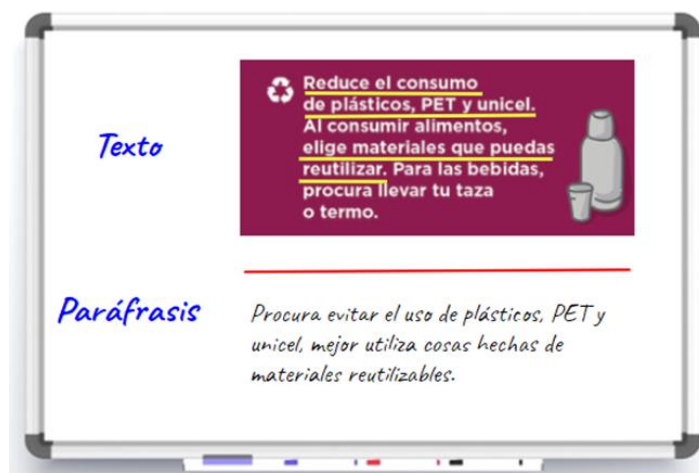 Texto
Reduce el consumo
de plásticos, PET y unicel.
Al consumir alimentos,
elige materiales que puedas
reutilizar. Para las bebidas,
procura llevar tu taza
o termo.
Paráfrasis
Procura evitar el uso de plásticos, PET y
unicel, mejor utiliza cosas hechas de
materiales reutilizables.